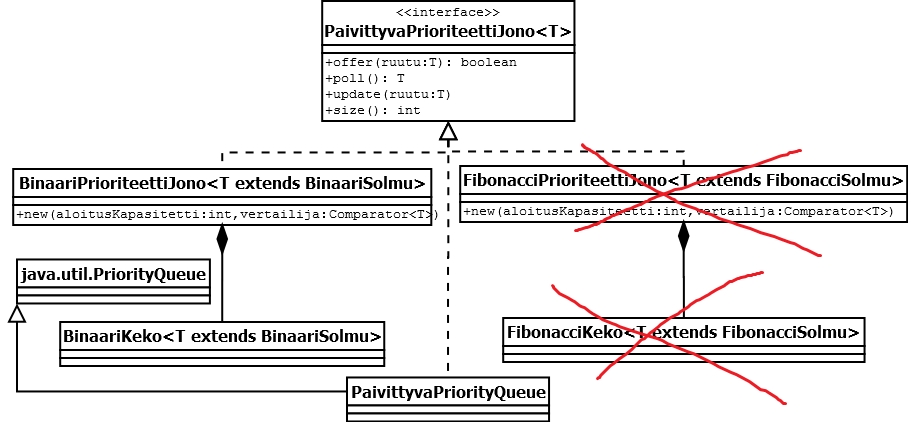 <<interface>>
PaivittyvaPrioriteettiJono<T>
+offer(ruutu:T): boolean
+poll(): T
+update(ruutu:T)
+size(): int
BinaariPrioriteettiJono<T extends BinaariSolmu>
+new(aloitusKapasitetti:int,vertailija:Comparator<T>)
FibonacciPrioriteettiJono<T extends FibonacciSolmu>
+new(aloitusKapasiteetti:int,vertailija:Comparator<T>)
java.util.PriorityQueue
BinaariKeko<T extends BinaariSolmu>
FibonacciKeko<T extends FibonacciSolmu>
PaivittyvaPriorityQueue